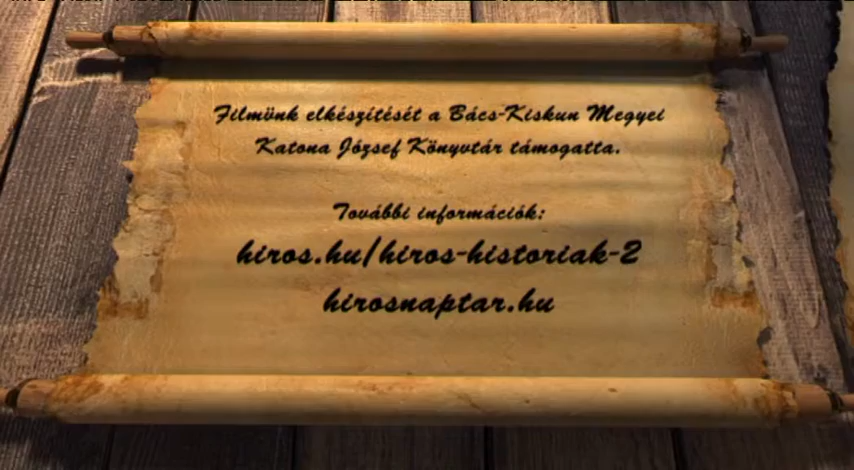 Filmünk elkészítését a Bács-Kiskun Megyei
Katona József Könyvtár támogatta.
További információk:
hiros.hu/hiros-historiak-2
hirosnaptar.hu